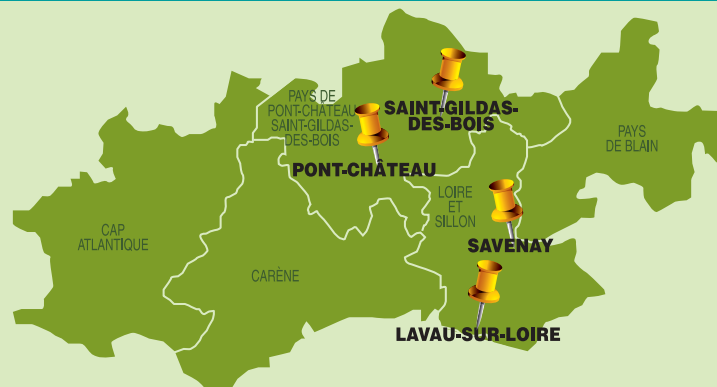 PAYS DE
PONT-CHÂTEAU
SAINT-GILDAS-
DES-BOIS
SAINT-GILDAS-
DES-BOIS
PAYS
DE BLAIN
PONT-CHÂTEAU
LOIRE
ET
SILLON
CAP
ATLANTIQUE
SAVENAY
CARÈNE
LAVAU-SUR-LOIRE